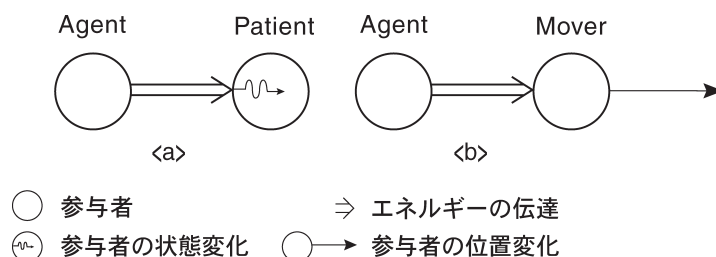 Agent Patient Agent Mover
<a> <b>
参与者 エネルギーの伝達
参与者の状態変化 参与者の位置変化